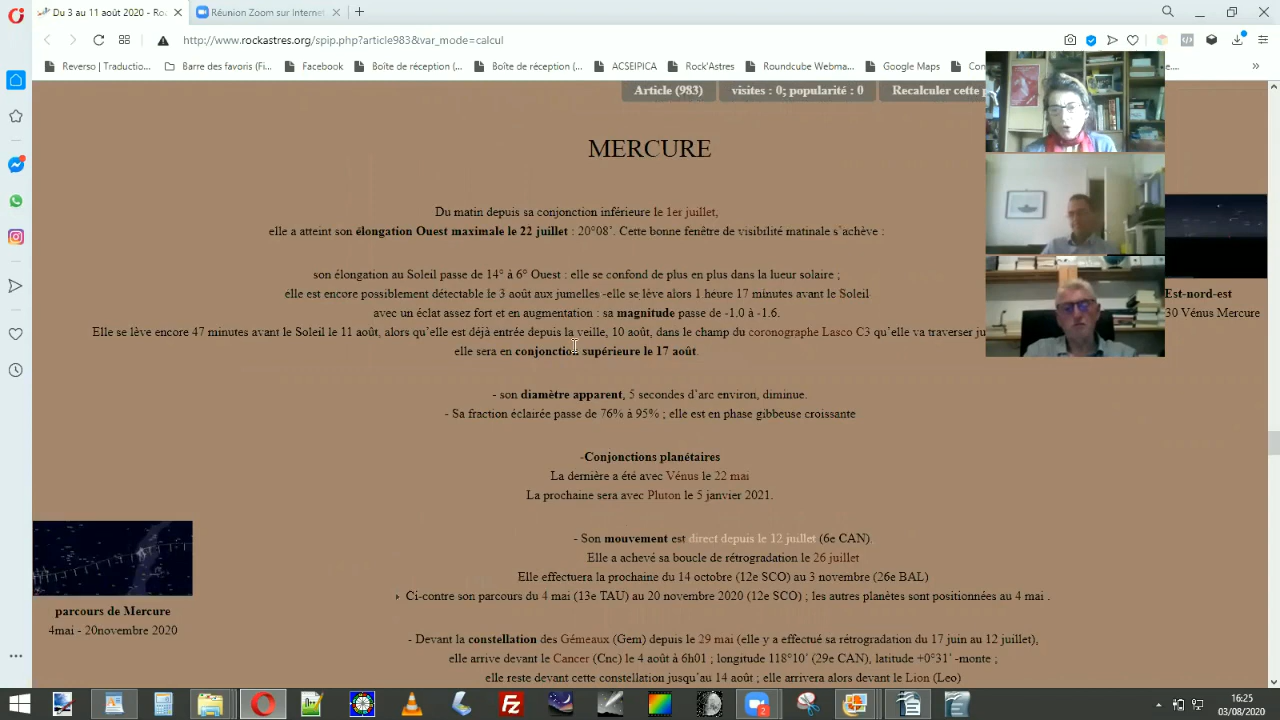 Du 3 au 11 août 2020 - Ro
Réunion Zoom sur Internet
http://www.rockastres.org/spip.php?article983&var_mode=calcul
Reverso | Traductio...
Barre des favoris (Fi...
Facebook
de réception (...
Boîte de réception (...
ACSEIPICA
Rock'Astres
Roundcube Webma...
Google Maps
Article (983)
visites : 0; popularité : 0
Recalculer cette
MERCURE
Du matin depuis sa conjonction inférieure le 1er juillet,
elle a atteint son élongation Ouest maximale le 22 juillet : 20°08'. Cette bonne fenêtre de visibilité matinale s'achève :
son élongation au Soleil passe de 14° à 6° Ouest : elle se confond de plus en plus dans la lueur solaire ;
elle est encore possiblement détectable le 3 août aux jumelles -elle se lève alors 1 heure 17 minutes avant le Soleil-
avec un éclat assez fort et en augmentation : sa magnitude passe de -1.0 à -1.6.
Elle se lève encore 47 minutes avant le Soleil le 11 août, alors qu'elle est déjà entrée depuis la veille, 10 août, dans le champ du coronographe Lasco C3 qu'elle va traverser
elle sera en conjonction supérieure le 17 août.
- son diamètre apparent, 5 secondes d'arc environ, diminue.
- Sa fraction éclairée passe de 76% à 95% ; elle est en phase gibbeuse croissante
-Conjonctions planétaires
La dernière a été avec Vénus le 22 mai
La prochaine sera avec Pluton le 5 janvier 2021.
- Son mouvement est direct depuis le 12 juillet (6e CAN).
Elle a achevé sa boucle de rétrogradation le 26 juillet
Elle effectuera la prochaine du 14 octobre (12e SCO) au 3 novembre (26e BAL)
Ci-contre son parcours du 4 mai (13e TAU) au 20 novembre 2020 (12e SCO) ; les autres planètes sont positionnées au 4 mai .
- Devant la constellation des Gémeaux (Gem) depuis le 29 mai (elle y a effectué sa rétrogradation du 17 juin au 12 juillet),
elle arrive devant le Cancer (Cnc) le 4 août à 6h01 ; longitude 118°10' (29e CAN), latitude +0°31' -monte ;
elle reste devant cette constellation jusqu'au 14 août ; elle arrivera alors devant le Lion (Leo)
parcours de Mercure
4mai - 20novembre 2020
Est-nord-est
30 Vénus Mercure
16:25
03/08/2020